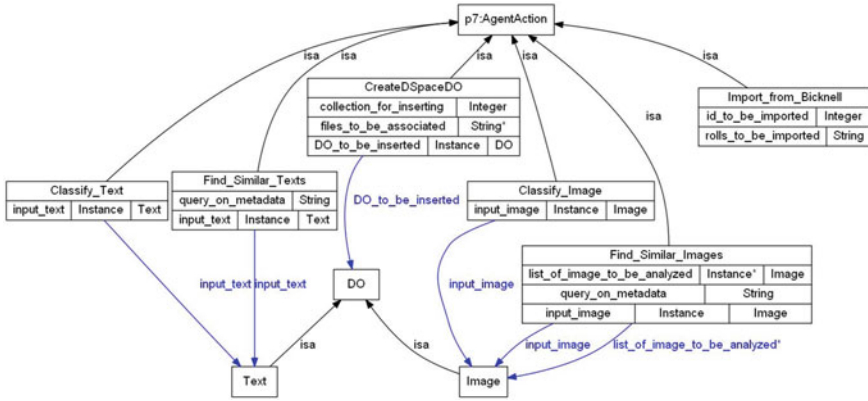 p7:AgentAction
isa
isa
isa
isa
isa
isa
CreateDSpaceDO
collection_for_inserting Integer
files_to_be_associated String*
DO_to_be_inserted Instance DO
Import_from_Bicknell
id_to_be_imported Integer
rolls_to_be_imported String
Classify_Text
input_text Instance Text
Find_Similar_Texts
query_on_metadata String
input_text Instance Text
DO_to_be_inserted
Classify_Image
input_image Instance Image
Find_Similar_Images
list_of_image_to_be_analyzed Instance* Image
query_on_metadata String
input_image Instance Image
input_text
input_text
DO
input_image
isa
isa
input_image
list_of_image_to_be_analyzed*
Text
Image